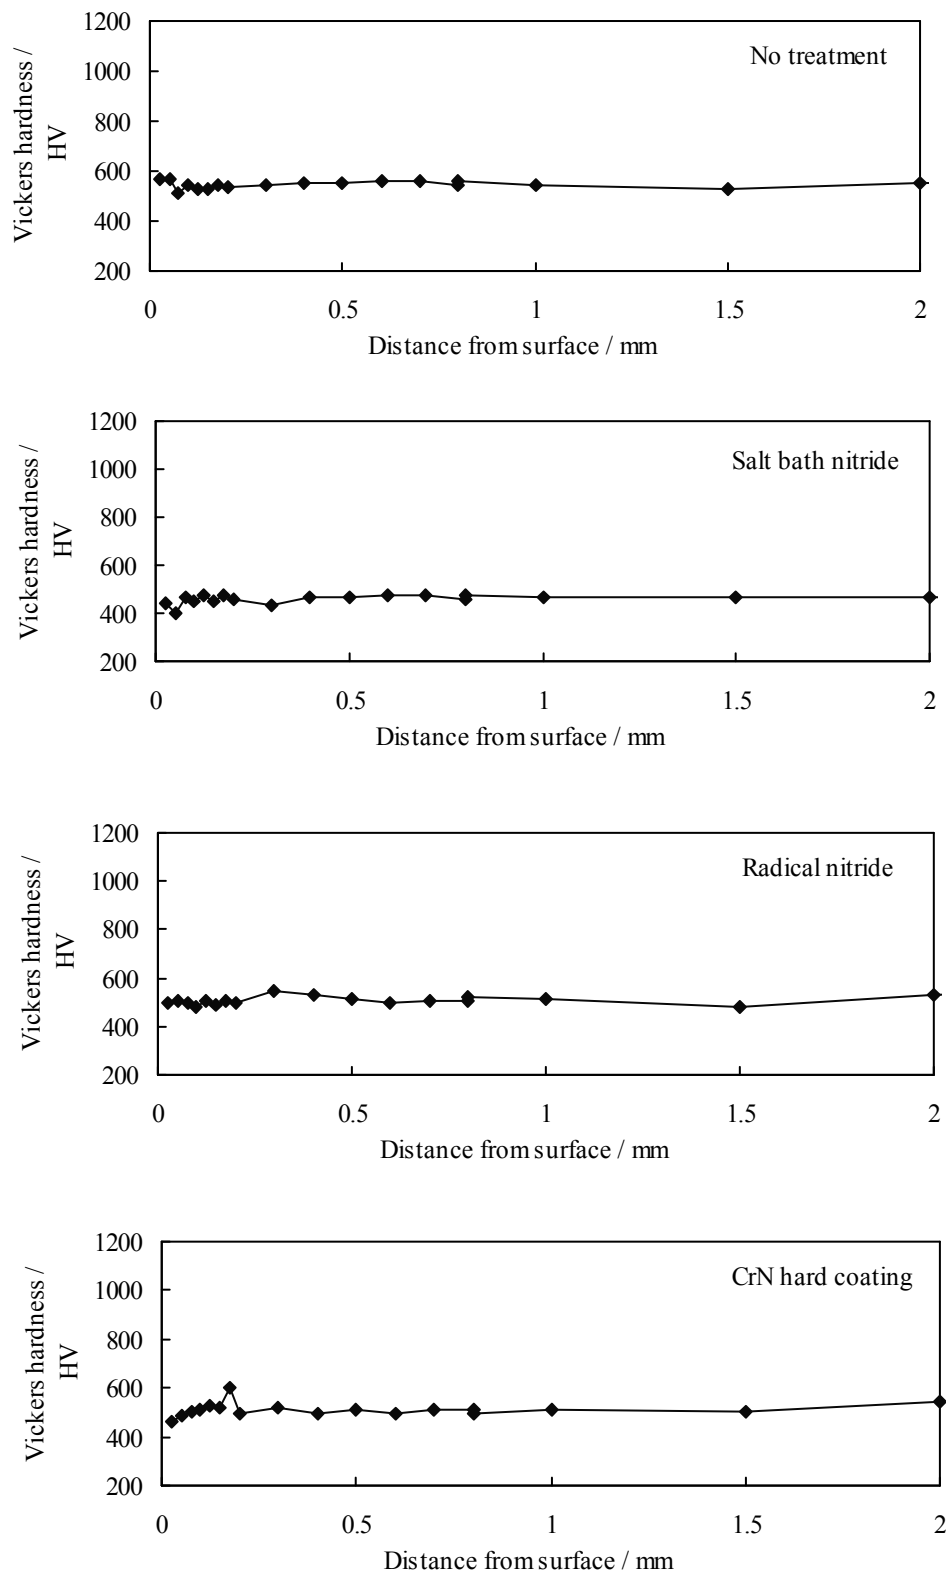 1200
1000
800
600
400
200
Vickers hardness /
HV
No treatment
0 0.5 1 1.5 2
Distance from surface / mm
1200
1000
800
600
400
200
Vickers hardness /
HV
Salt bath nitride
0 0.5 1 1.5 2
Distance from surface / mm
1200
1000
800
600
400
200
Vickers hardness /
HV
Radical nitride
0 0.5 1 1.5 2
Distance from surface / mm
1200
1000
800
600
400
200
Vickers hardness /
HV
CrN hard coating
0 0.5 1 1.5 2
Distance from surface / mm